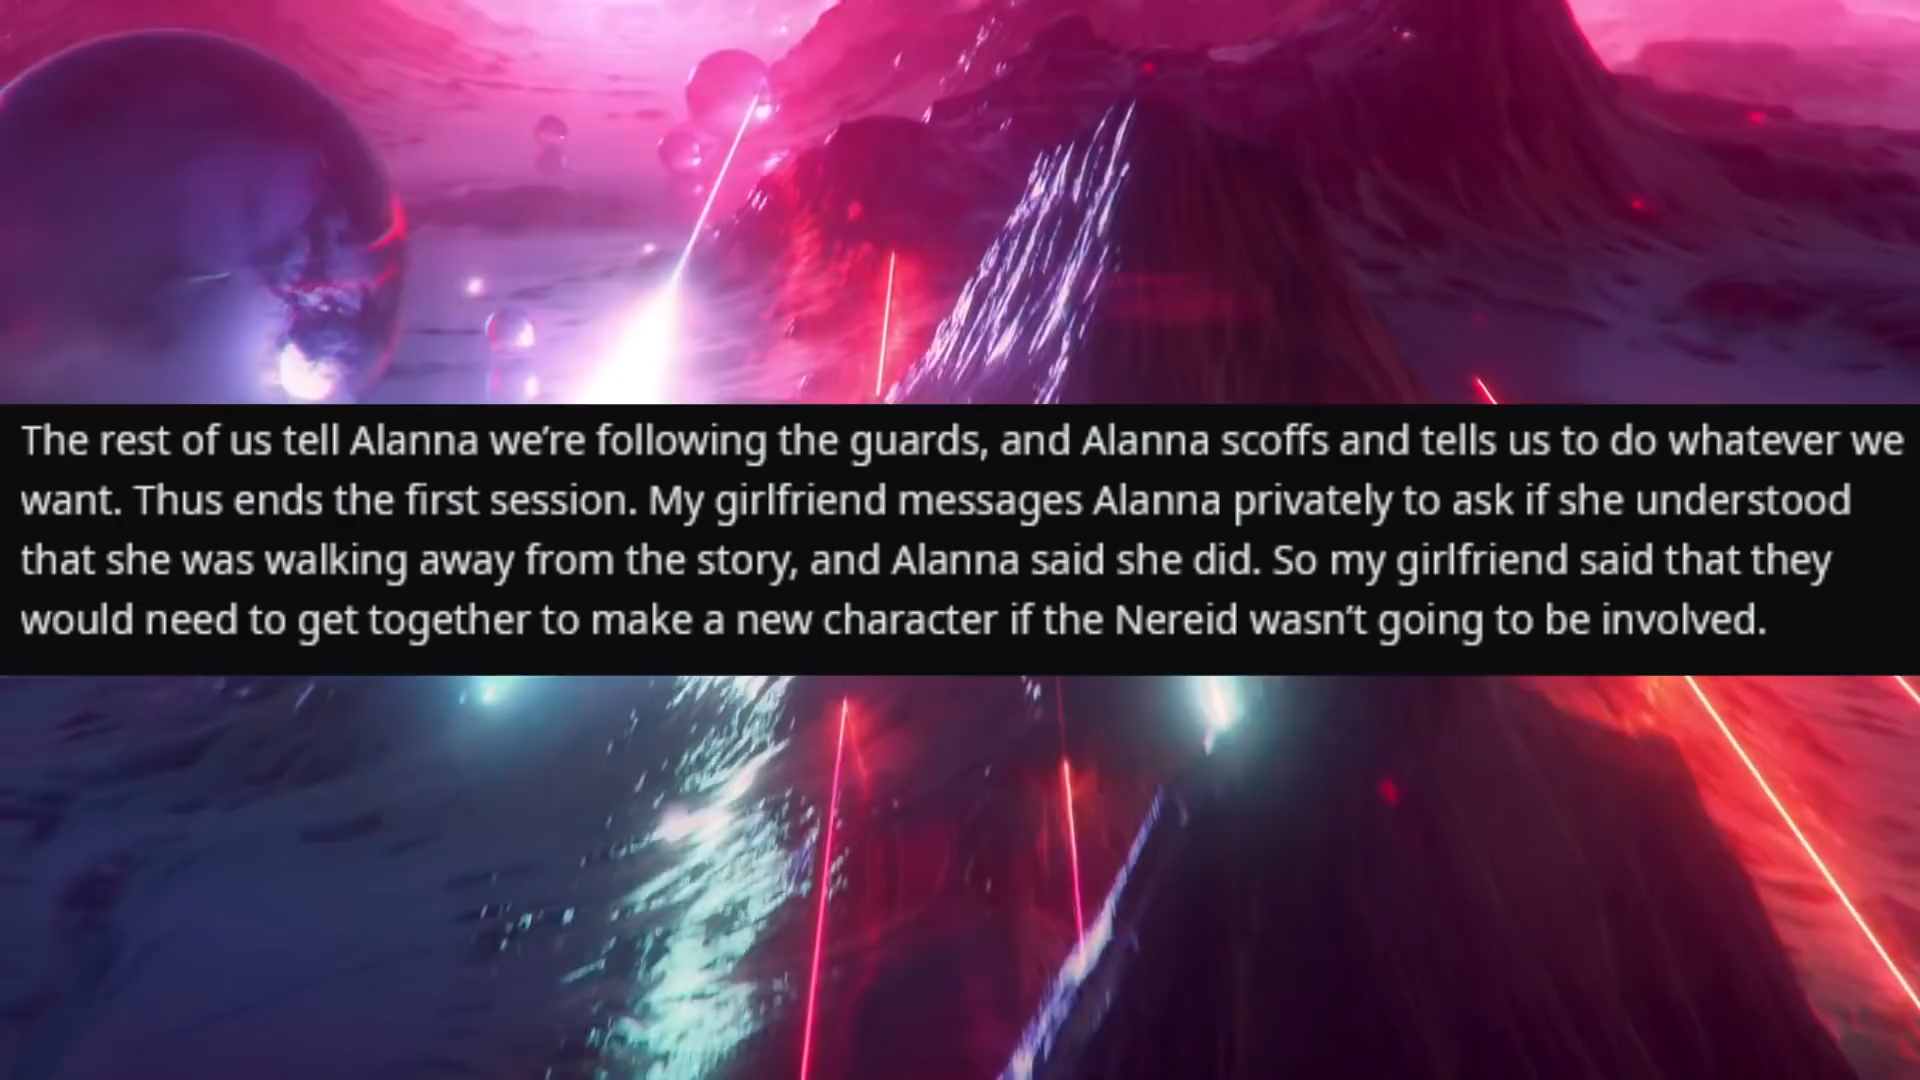 The rest of us tell Alanna we’re following the guards, and Alanna scoffs and tells us to do whatever we
want. Thus ends the first session. My girlfriend messages Alanna privately to ask if she understood
that she was walking away from the story, and Alanna said she did. So my girlfriend said that they
would need to get together to make a new character if the Nereid wasn’t going to be involved.